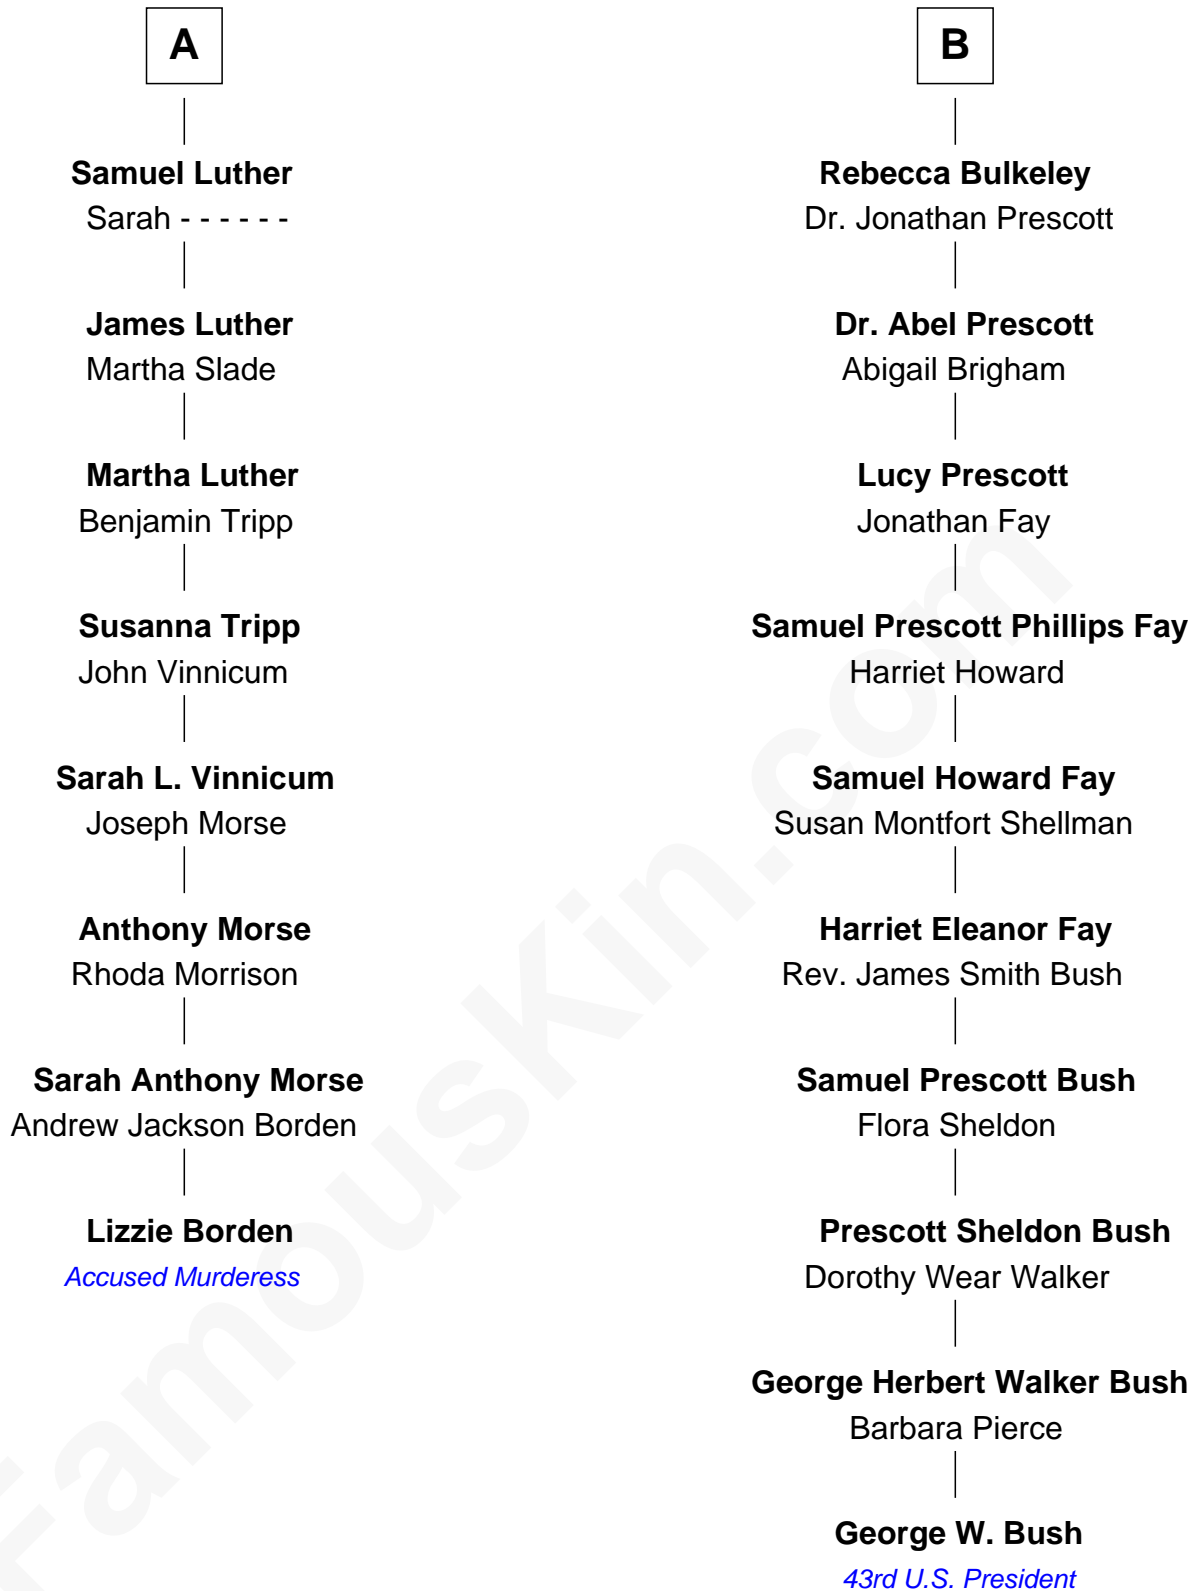 A
Samuel Luther
Sarah - - - - - -
James Luther
Martha Slade
Martha Luther
Benjamin Tripp
Susanna Tripp
John Vinnicum
Sarah L. Vinnicum
Joseph Morse
Anthony Morse
Rhoda Morrison
Sarah Anthony Morse
Andrew Jackson Borden
Lizzie Borden
Accused Murderess
B
Rebecca Bulkeley
Dr. Jonathan Prescott
Dr. Abel Prescott
Abigail Brigham
Lucy Prescott
Jonathan Fay
Samuel Prescott Phillips Fay
Harriet Howard
Samuel Howard Fay
Susan Montfort Shellman
Harriet Eleanor Fay
Rev. James Smith Bush
Samuel Prescott Bush
Flora Sheldon
Prescott Sheldon Bush
Dorothy Wear Walker
George Herbert Walker Bush
Barbara Pierce
George W. Bush
43rd U.S. President
FamousKin.com